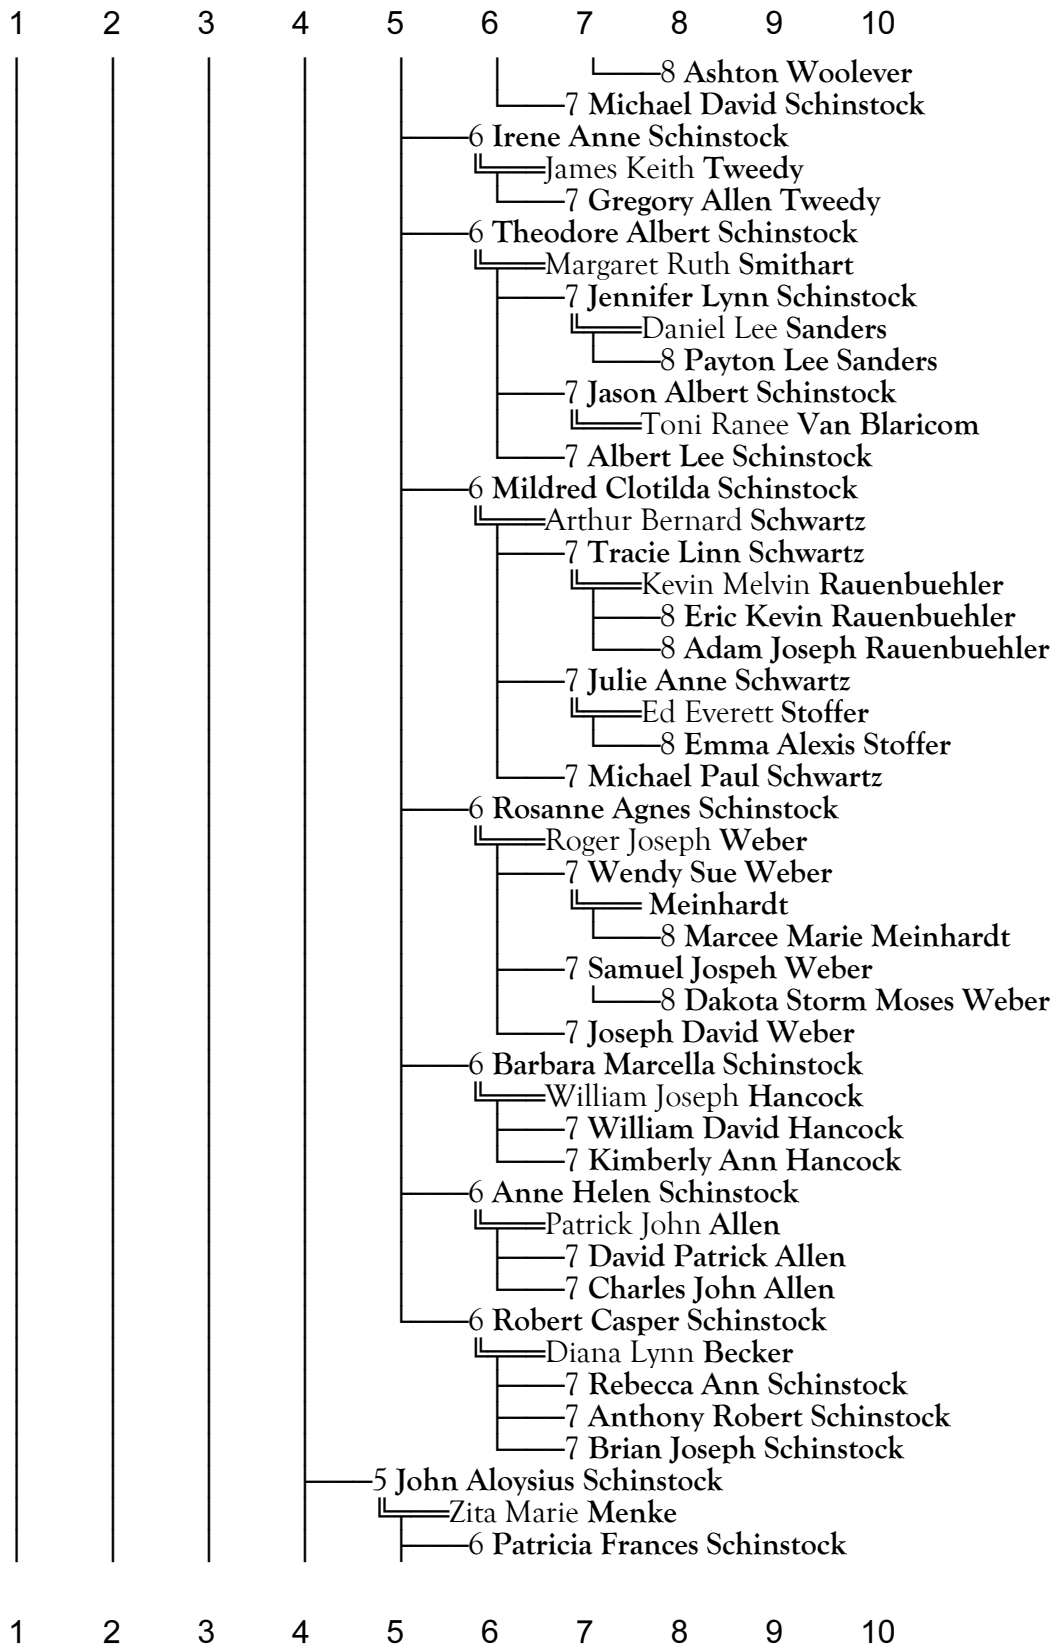 1 2 3 4 5 6 7 8 9 10
8 Ashton Woolever
7 Michael David Schinstock
6 Irene Anne Schinstock
James Keith Tweedy
7 Gregory Allen Tweedy
6 Theodore Albert Schinstock
Margaret Ruth Smithart
7 Jennifer Lynn Schinstock
Daniel Lee Sanders
8 Payton Lee Sanders
7 Jason Albert Schinstock
Toni Ranee Van Blaricom
7 Albert Lee Schinstock
6 Mildred Clotilda Schinstock
Arthur Bernard Schwartz
7 Tracie Linn Schwartz
Kevin Melvin Rauenbuehler
8 Eric Kevin Rauenbuehler
8 Adam Joseph Rauenbuehler
7 Julie Anne Schwartz
Ed Everett Stoffer
8 Emma Alexis Stoffer
7 Michael Paul Schwartz
6 Rosanne Agnes Schinstock
Roger Joseph Weber
7 Wendy Sue Weber
Meinhardt
8 Marcee Marie Meinhardt
7 Samuel Jospeh Weber
8 Dakota Storm Moses Weber
7 Joseph David Weber
6 Barbara Marcella Schinstock
William Joseph Hancock
7 William David Hancock
7 Kimberly Ann Hancock
6 Anne Helen Schinstock
Patrick John Allen
7 David Patrick Allen
7 Charles John Allen
6 Robert Casper Schinstock
Diana Lynn Becker
7 Rebecca Ann Schinstock
7 Anthony Robert Schinstock
7 Brian Joseph Schinstock
5 John Aloysius Schinstock
Zita Marie Menke
6 Patricia Frances Schinstock
1 2 3 4 5 6 7 8 9 10